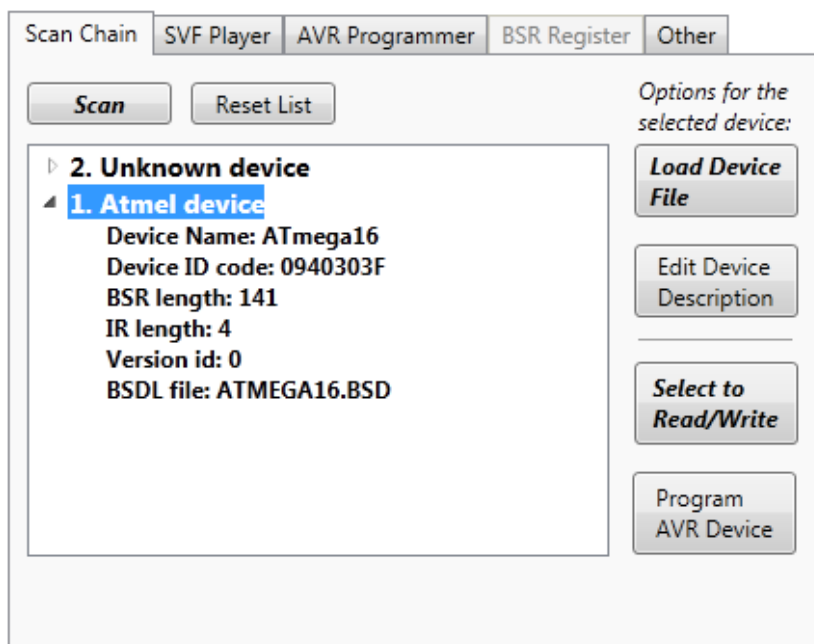 Scan Chain SVF Player AVR Programmer BSR Register Other
Scan Reset List
Options for the
selected device:
2. Unknown device
1. Atmel device
Device Name: ATmega16
Device ID code: 0940303F
BSR length: 141
IR length: 4
Version id: 0
BSDL file: ATMEGA16.BSD
Load Device
File
Edit Device
Description
Select to
Read/Write
Program
AVR Device